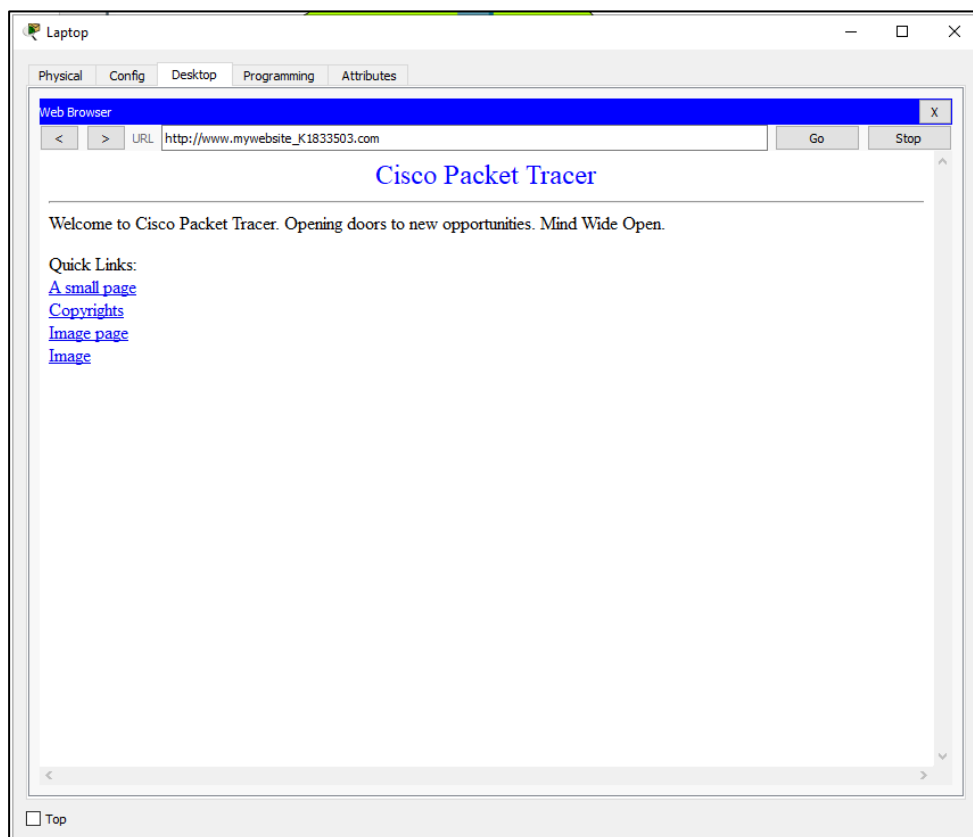 Laptop
Physical Config Desktop Programming Attributes
Web Browser X
< > URL http://www.mywebsite_K1833503.com Go Stop
Cisco Packet Tracer
Welcome to Cisco Packet Tracer. Opening doors to new opportunities. Mind Wide Open.
Quick Links:
A small page
Copyrights
Image page
Image
Top